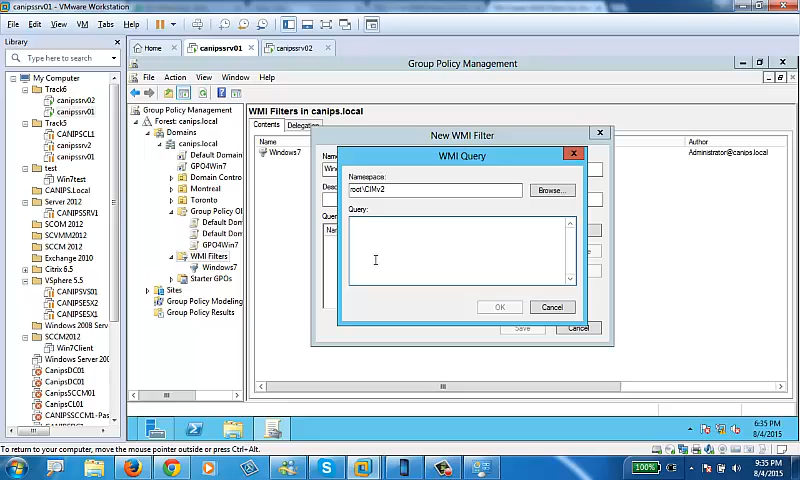 canipssrv01 - VMware Workstation
File Edit View VM Tabs Help
Library
Type here to search
Home
canipssrv01
canipssrv02
My Computer
Track6
canipssrv02
canipssrv01
Track5
CANIPSCL1
canipssrv2
canipssrv01
test
Win7test
CANIPS.Local
Server 2012
CANIPSSRV1
SCOM 2012
SCVMM2012
SCCM 2012
Exchange 2010
Citrix 6.5
VSphere 5.5
CANIPSVS01
CANIPSESX2
CANIPSESX1
Windows 2008 Serv
SCCM2012
Win7Client
Windows Server 200
CanipsDC01
CanipsDC01
CanipsSCCM01
CanipsCAS01
CANIPSSCCM1-Pas
Group Policy Management
File Action View Window Help
Group Policy Management
Forest: canips.local
Domains
canips.local
Default Domain
GPO4Win7
Domain Contro
Montreal
Toronto
Group Policy Ol
Default Dom
Default Dom
GPO4Win7
WMI Filters
Windows7
Starter GPOs
Sites
Group Policy Modeling
Group Policy Results
WMI Filters in canips.local
Contents
Delegation
Name
Author
Windows7
Administrator@canips.local
New WMI Filter
WMI Query
Namespace:
root\CIMv2
Browse...
Query:
OK
Cancel
Save
Cancel
6:35 PM
8/4/2015
To return to your computer, move the mouse pointer outside or press Ctrl+Alt.
100%
9:35 PM
8/4/2015